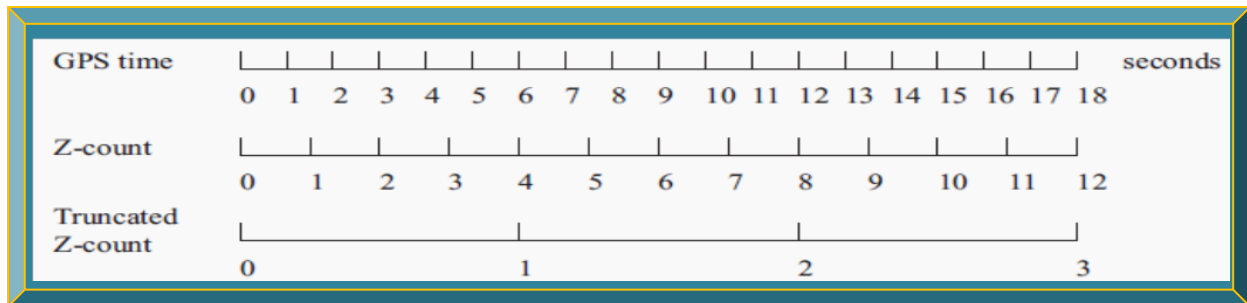 GPS time seconds
0 1 2 3 4 5 6 7 8 9 10 11 12 13 14 15 16 17 18
Z-count
0 1 2 3 4 5 6 7 8 9 10 11 12
Truncated
Z-count
0 1 2 3